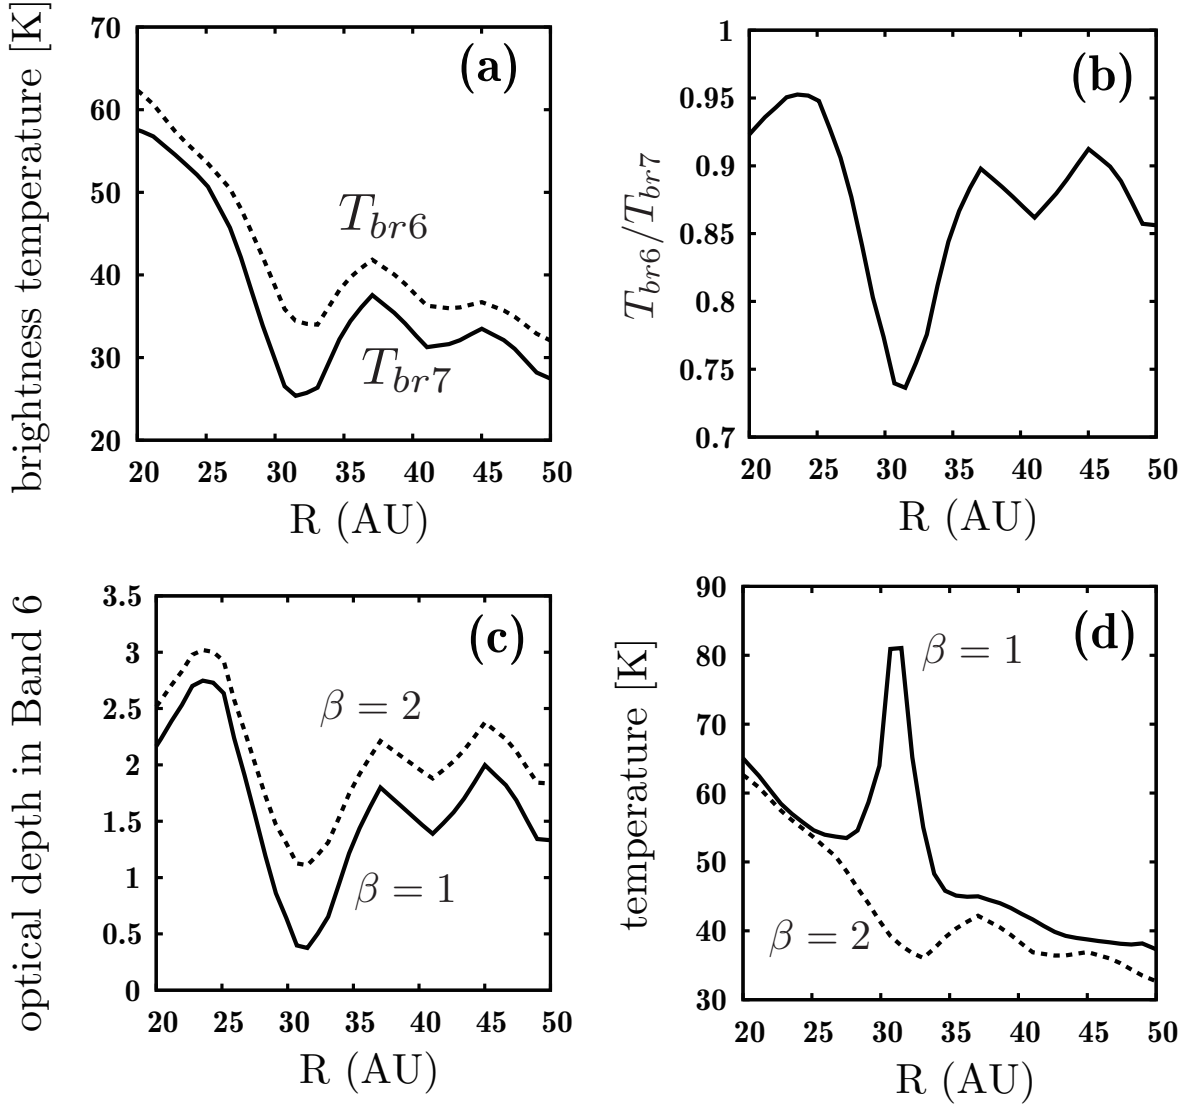 brightness temperature [K]
70
60
50
40
30
20
(a)
T_{br6}
T_{br7}
20 25 30 35 40 45 50
R (AU)
T_{br6}/T_{br7}
1
0.95
0.9
0.85
0.8
0.75
0.7
(b)
20 25 30 35 40 45 50
R (AU)
optical depth in Band 6
3.5
3
2.5
2
1.5
1
0.5
0
(c)
β = 2
β = 1
20 25 30 35 40 45 50
R (AU)
temperature [K]
90
80
70
60
50
40
30
(d)
β = 1
β = 2
20 25 30 35 40 45 50
R (AU)